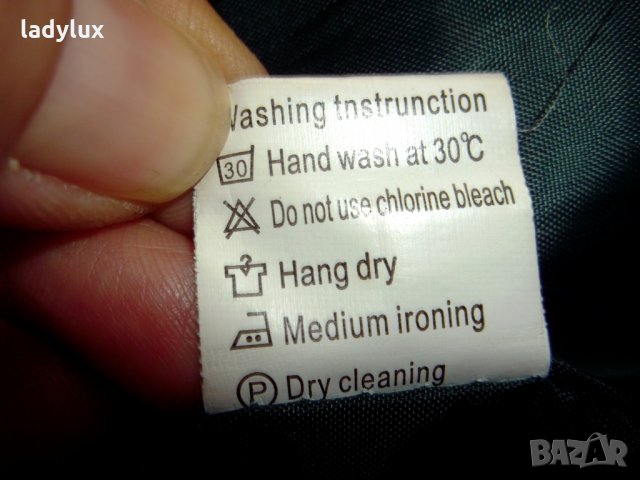 ladylux
Washing tnstrunction
30 Hand wash at 30℃
Do not use chlorine bleach
Hang dry
Medium ironing
P Dry cleaning
BAZAR